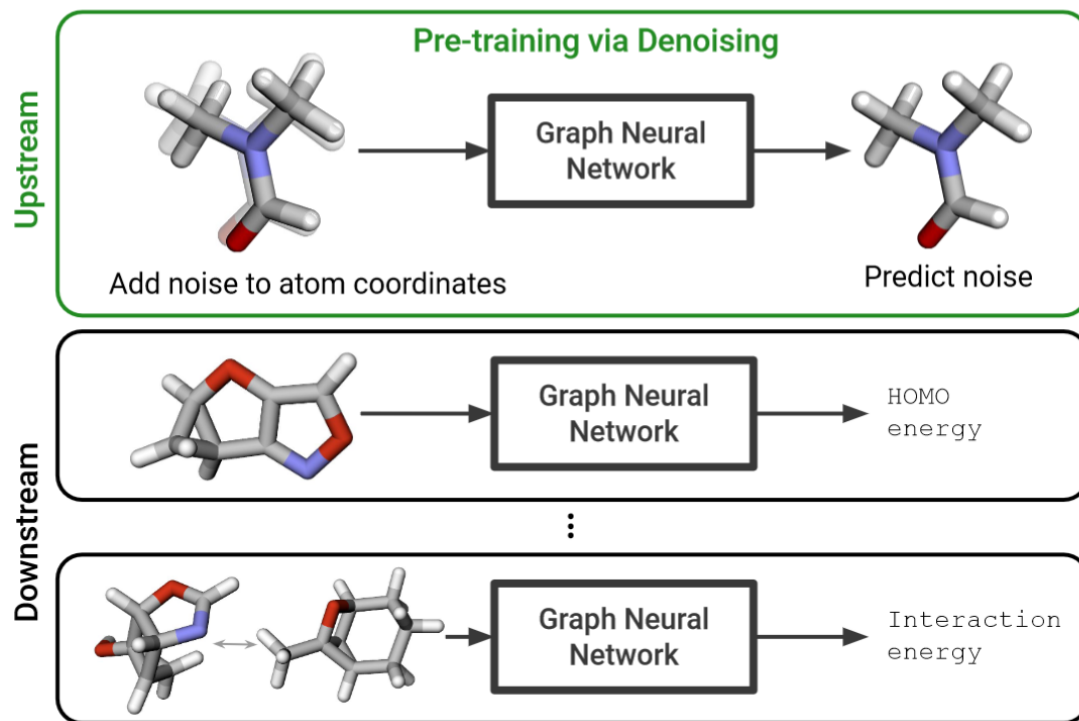 Pre-training via Denoising
Upstream
Graph Neural
Network
Add noise to atom coordinates
Predict noise
Downstream
Graph Neural
Network
HOMO
energy
Graph Neural
Network
Interaction
energy